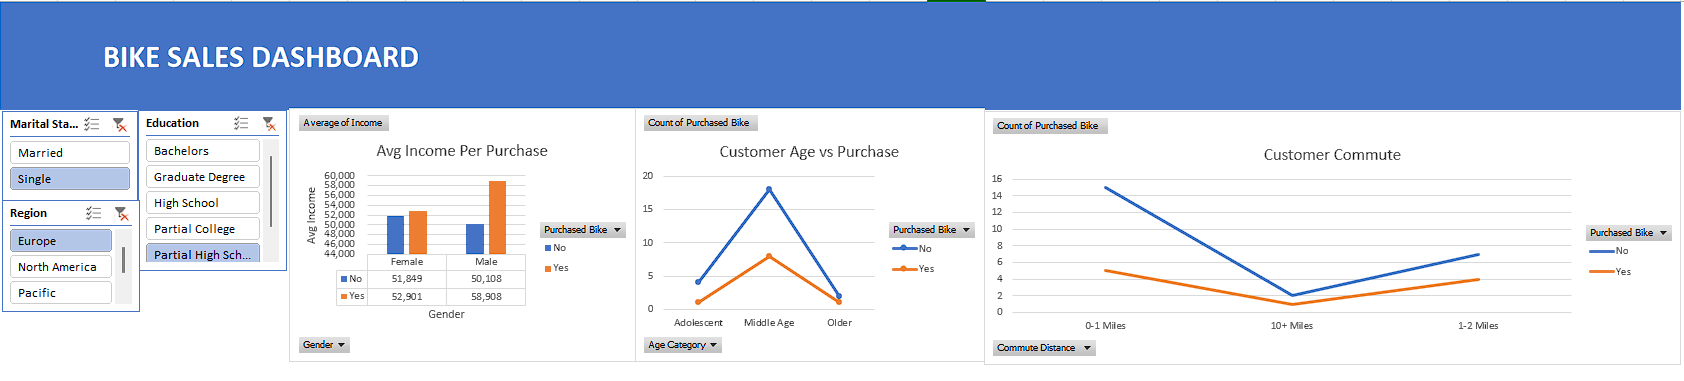 BIKE SALES DASHBOARD
Marital Sta...
Married
Single
Region
Europe
North America
Pacific
Education
Bachelors
Graduate Degree
High School
Partial College
Partial High Sch...
Average of Income
Avg Income Per Purchase
60,000
58,000
56,000
54,000
52,000
50,000
48,000
46,000
44,000
Avg Income
Female Male
No 51,849 50,108
Yes 52,901 58,908
Gender
Purchased Bike
No
Yes
Gender
Count of Purchased Bike
Customer Age vs Purchase
20
15
10
5
0
Adolescent Middle Age Older
Purchased Bike
No
Yes
Age Category
Count of Purchased Bike
Customer Commute
16
14
12
10
8
6
4
2
0
0-1 Miles 10+ Miles 1-2 Miles
Purchased Bike
No
Yes
Commute Distance